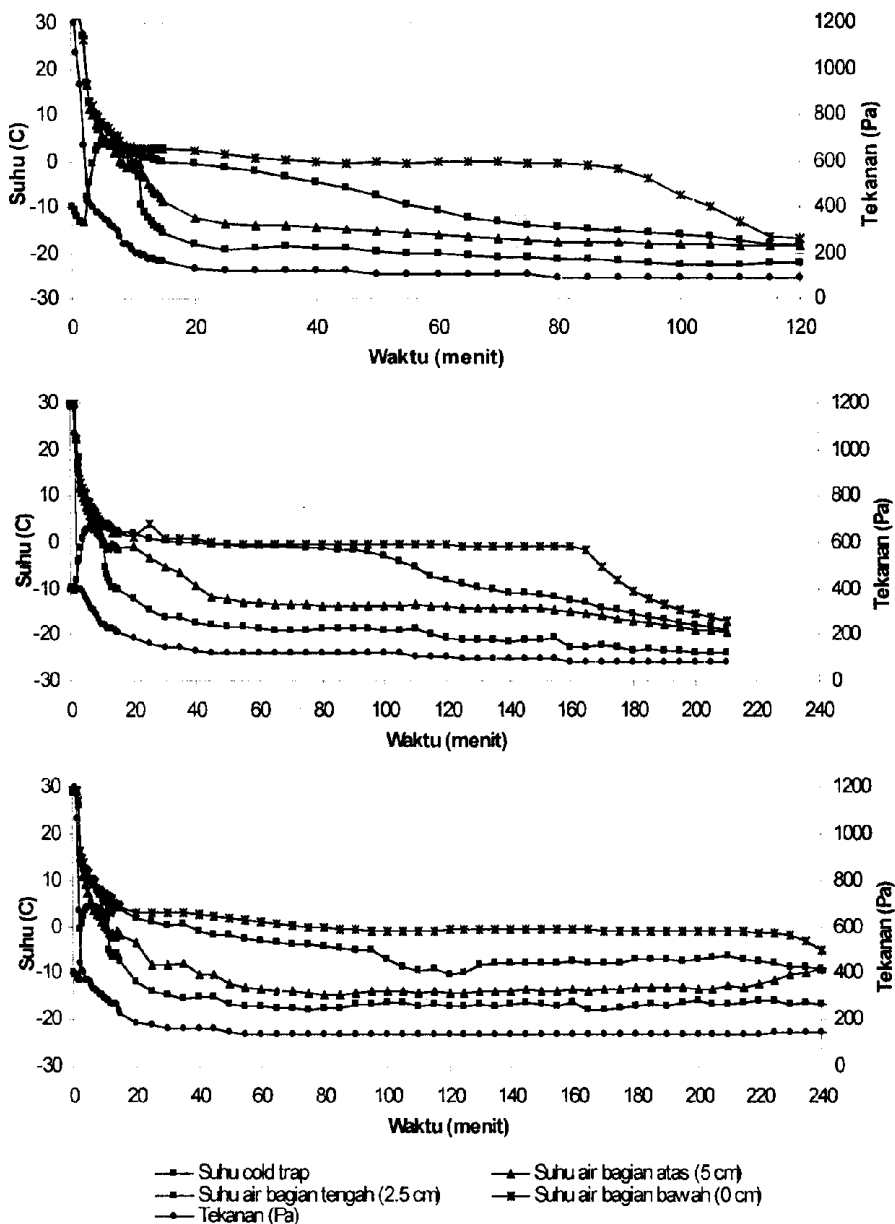 30
20
10
0
-10
-20
-30
Suhu (C)
1200
1000
800
600
400
200
0
Tekanan (Pa)
0 20 40 60 80 100 120
Waktu (menit)
30
20
10
0
-10
-20
-30
Suhu (C)
1200
1000
800
600
400
200
0
Tekanan (Pa)
0 20 40 60 80 100 120 140 160 180 200 220 240
Waktu (menit)
30
20
10
0
-10
-20
-30
Suhu (C)
1200
1000
800
600
400
200
0
Tekanan (Pa)
0 20 40 60 80 100 120 140 160 180 200 220 240
Waktu (menit)
Suhu cold trap
Suhu air bagian atas (5 cm)
Suhu air bagian tengah (2.5 cm)
Suhu air bagian bawah (0 cm)
Tekanan (Pa)